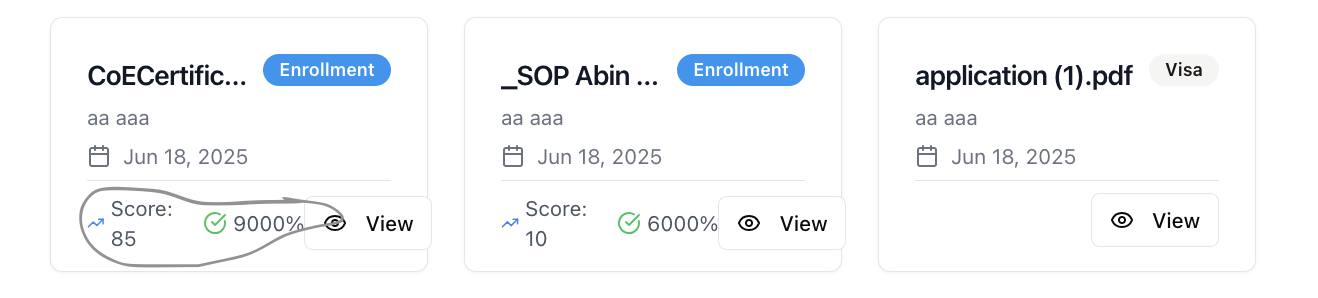 CoECertific... Enrollment
aa aaa
Jun 18, 2025
Score:
85
9000%
View
_SOP Abin ... Enrollment
aa aaa
Jun 18, 2025
Score:
10
6000%
View
application (1).pdf Visa
aa aaa
Jun 18, 2025
View